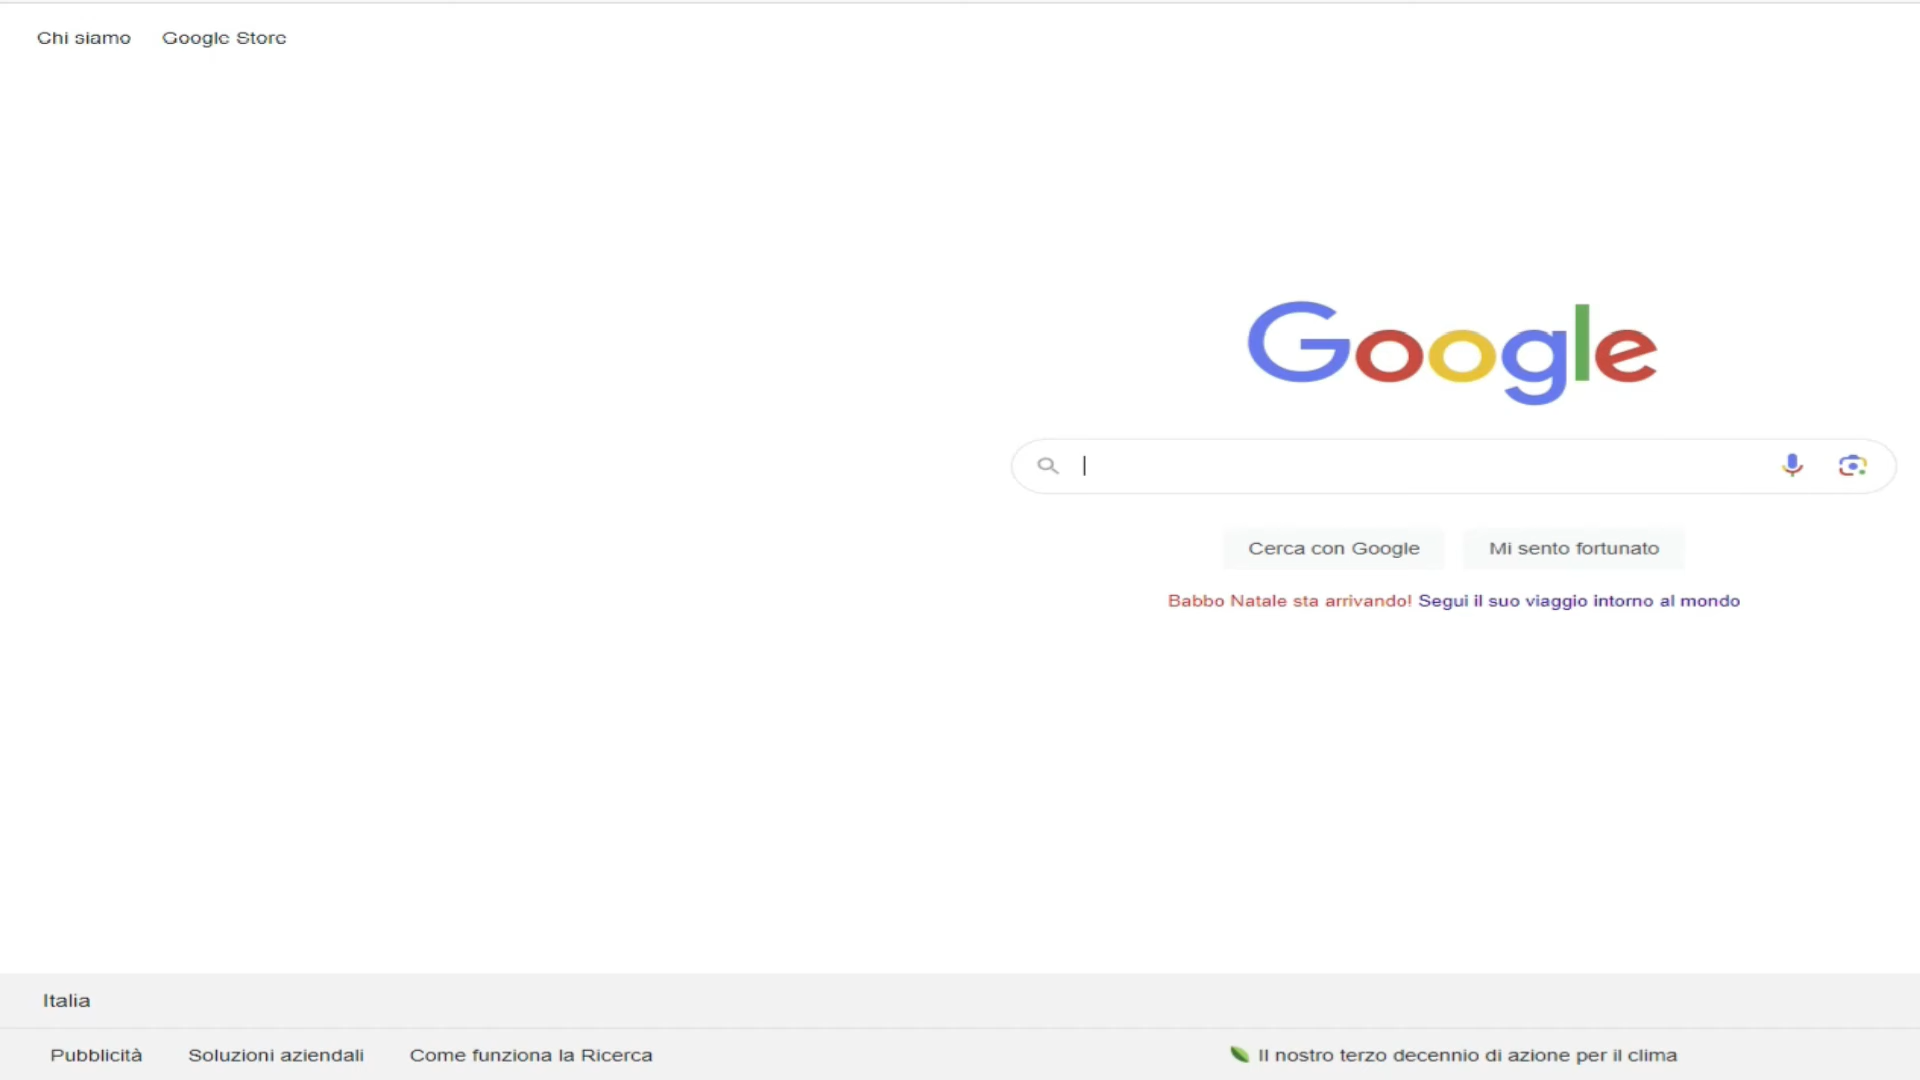 Chi siamo Google Store
Google
Cerca con Google Mi sento fortunato
Babbo Natale sta arrivando! Segui il suo viaggio intorno al mondo
Italia
Pubblicità Soluzioni aziendali Come funziona la Ricerca Il nostro terzo decennio di azione per il clima